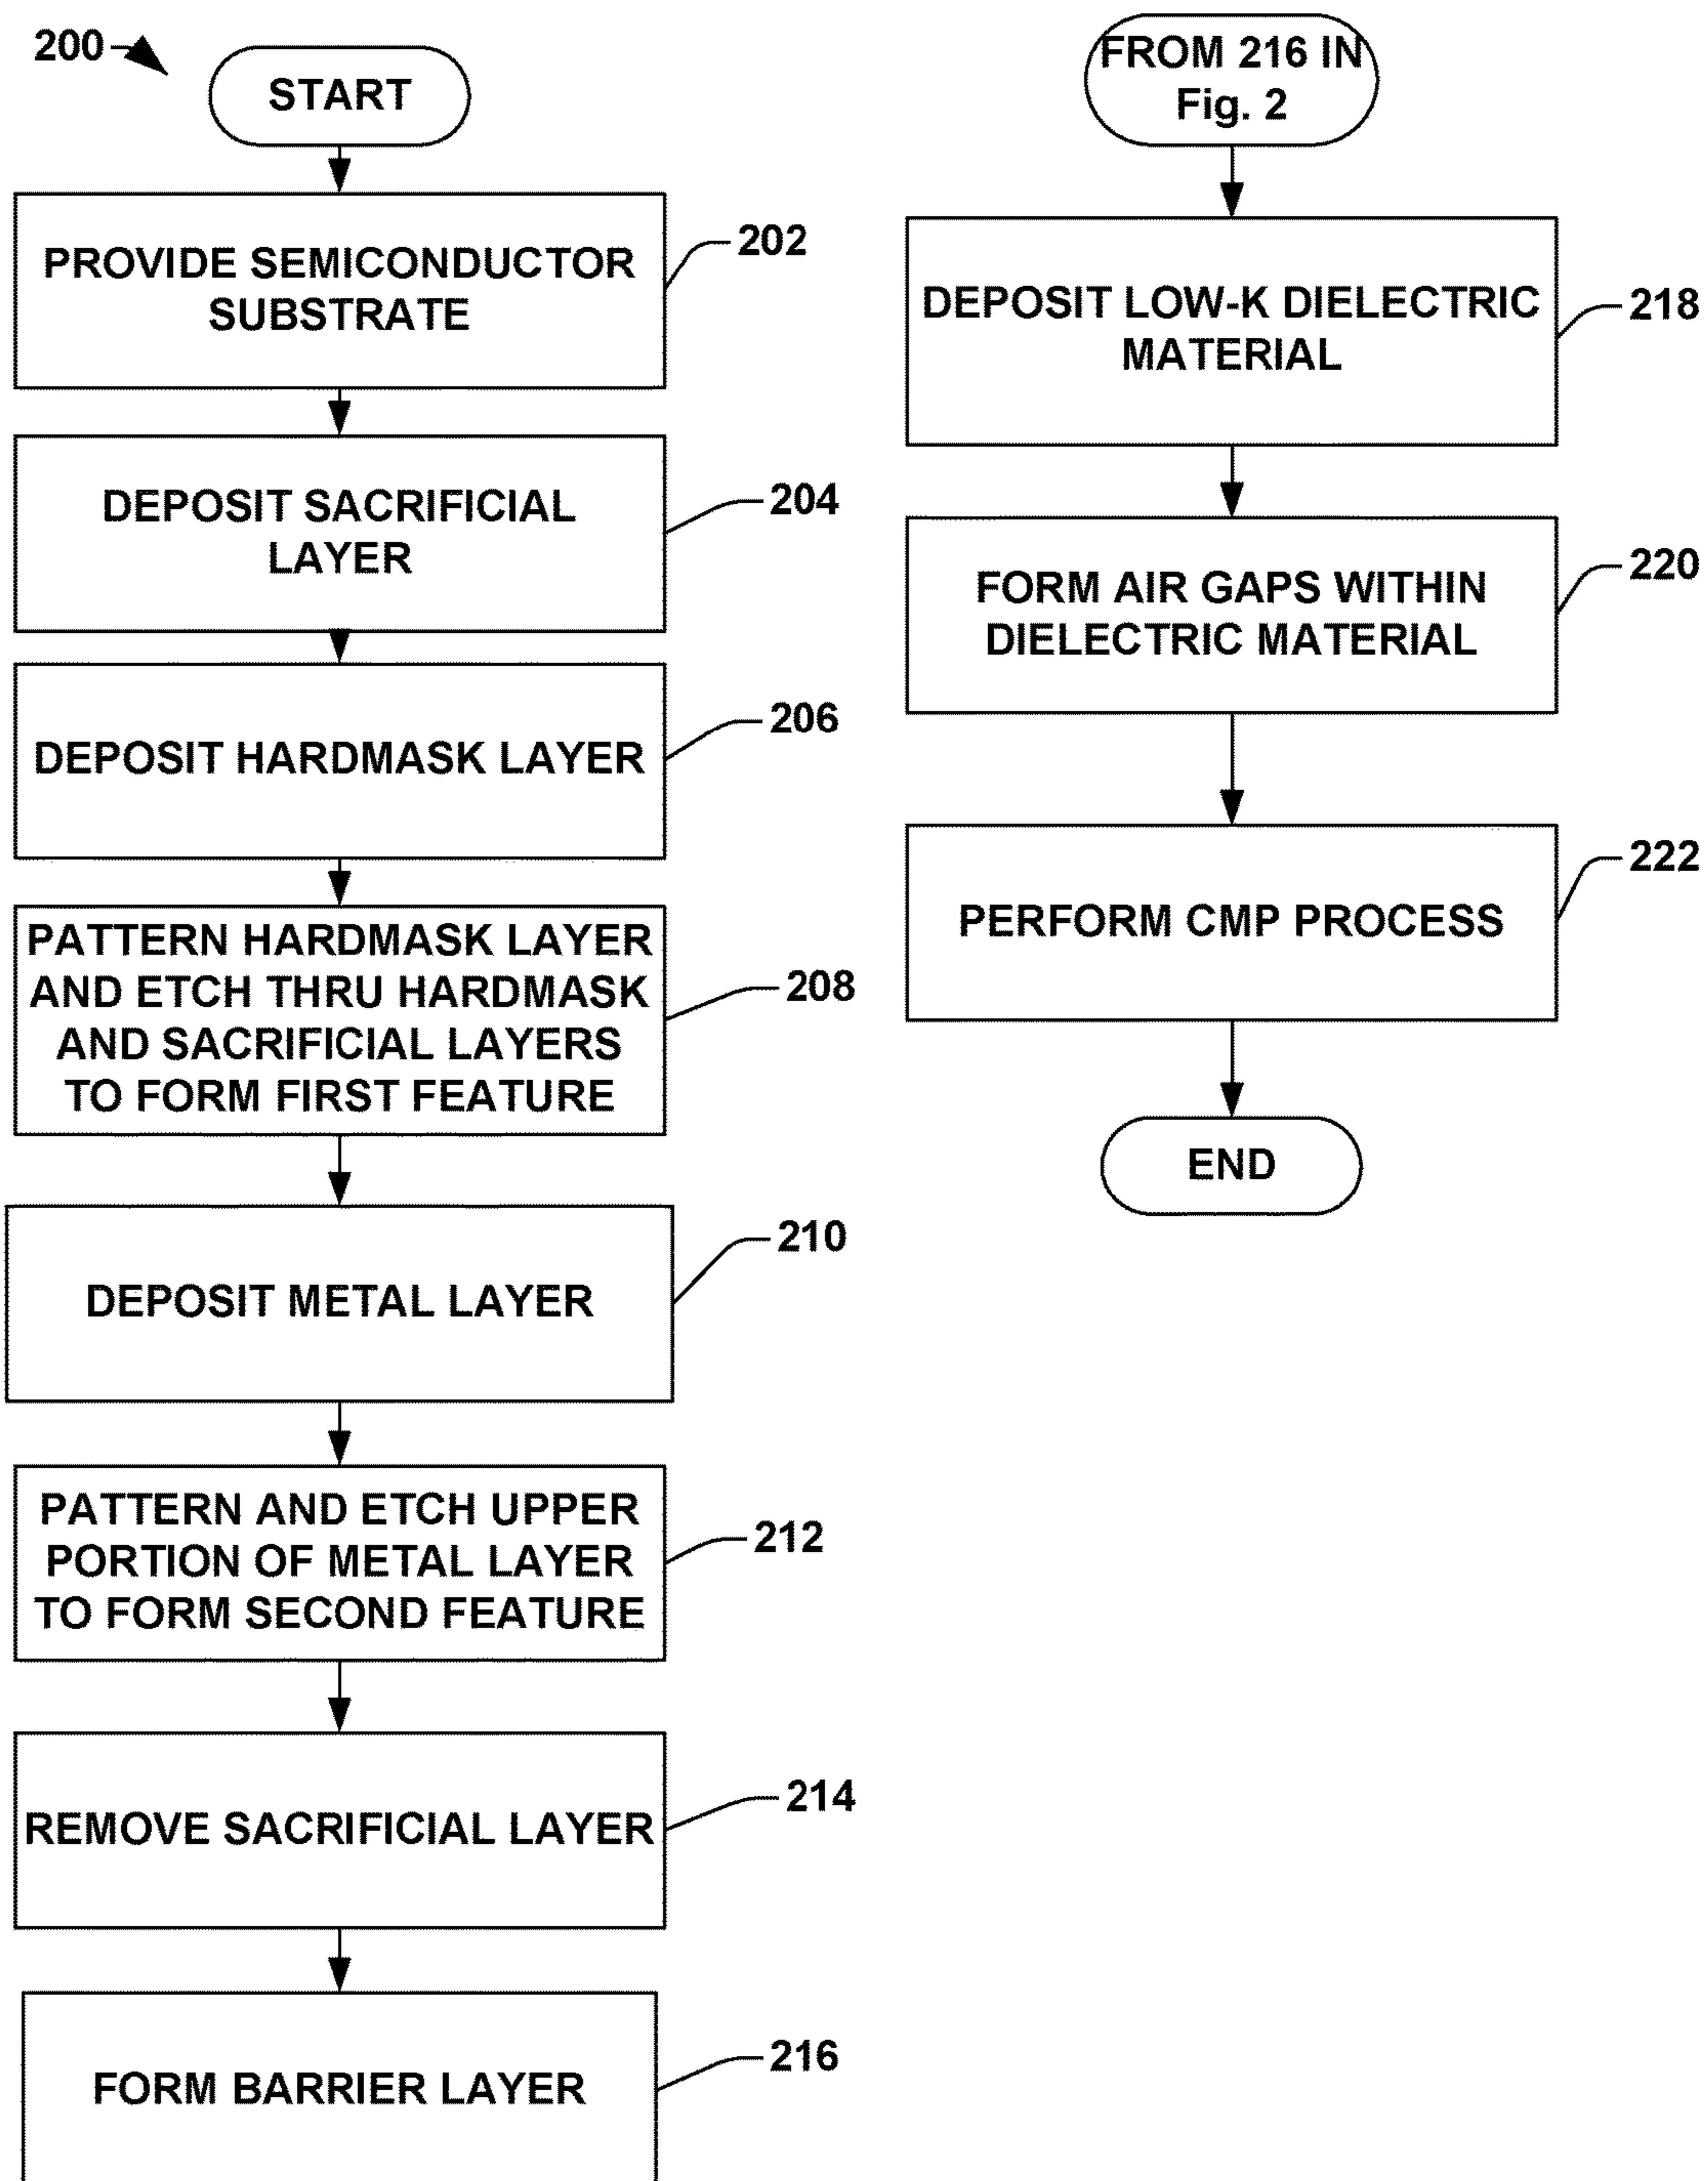 200
START
PROVIDE SEMICONDUCTOR
SUBSTRATE
202
DEPOSIT SACRIFICIAL
LAYER
204
DEPOSIT HARDMASK LAYER
206
PATTERN HARDMASK LAYER
AND ETCH THRU HARDMASK
AND SACRIFICIAL LAYERS
TO FORM FIRST FEATURE
208
DEPOSIT METAL LAYER
210
PATTERN AND ETCH UPPER
PORTION OF METAL LAYER
TO FORM SECOND FEATURE
212
REMOVE SACRIFICIAL LAYER
214
FORM BARRIER LAYER
216
FROM 216 IN
Fig. 2
DEPOSIT LOW-K DIELECTRIC
MATERIAL
218
FORM AIR GAPS WITHIN
DIELECTRIC MATERIAL
220
PERFORM CMP PROCESS
222
END